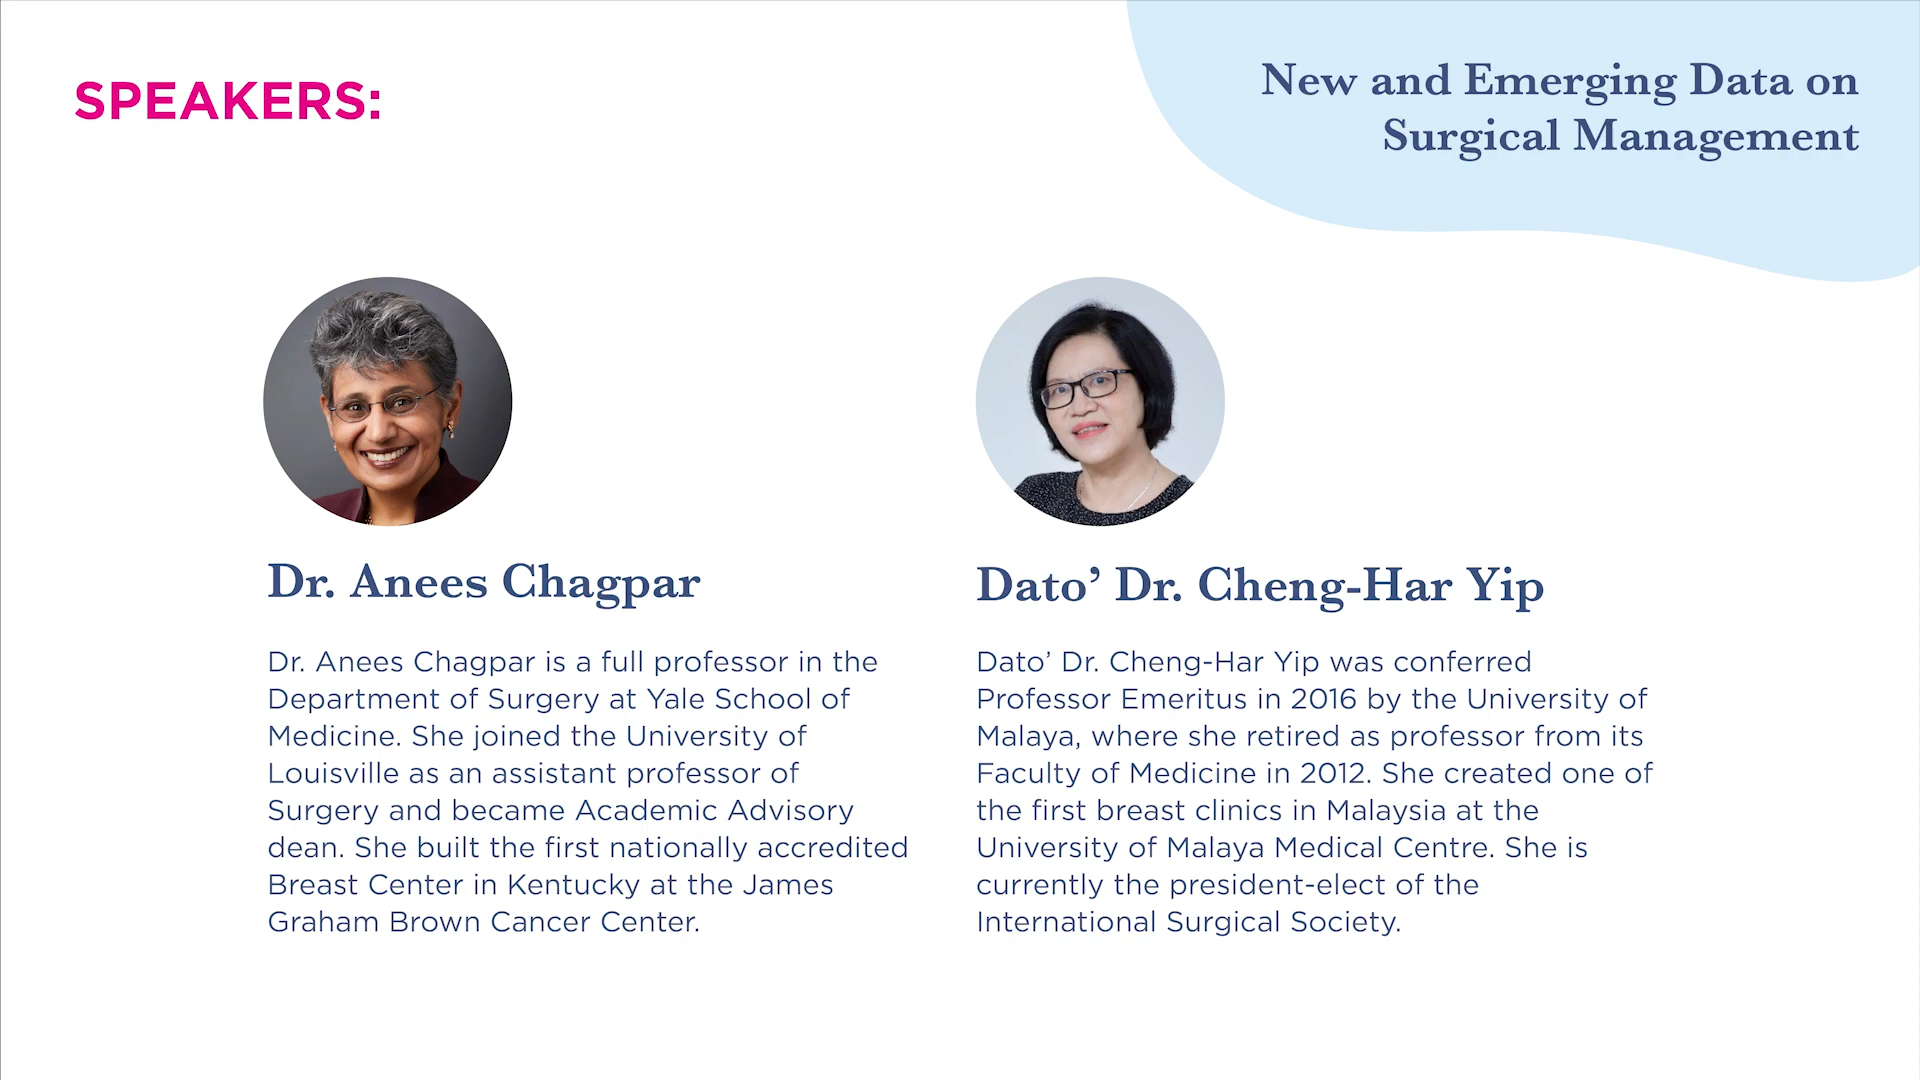 SPEAKERS:
New and Emerging Data on
Surgical Management
Dr. Anees Chagpar
Dr. Anees Chagpar is a full professor in the
Department of Surgery at Yale School of
Medicine. She joined the University of
Louisville as an assistant professor of
Surgery and became Academic Advisory
dean. She built the first nationally accredited
Breast Center in Kentucky at the James
Graham Brown Cancer Center.
Dato’ Dr. Cheng-Har Yip
Dato’ Dr. Cheng-Har Yip was conferred
Professor Emeritus in 2016 by the University of
Malaya, where she retired as professor from its
Faculty of Medicine in 2012. She created one of
the first breast clinics in Malaysia at the
University of Malaya Medical Centre. She is
currently the president-elect of the
International Surgical Society.